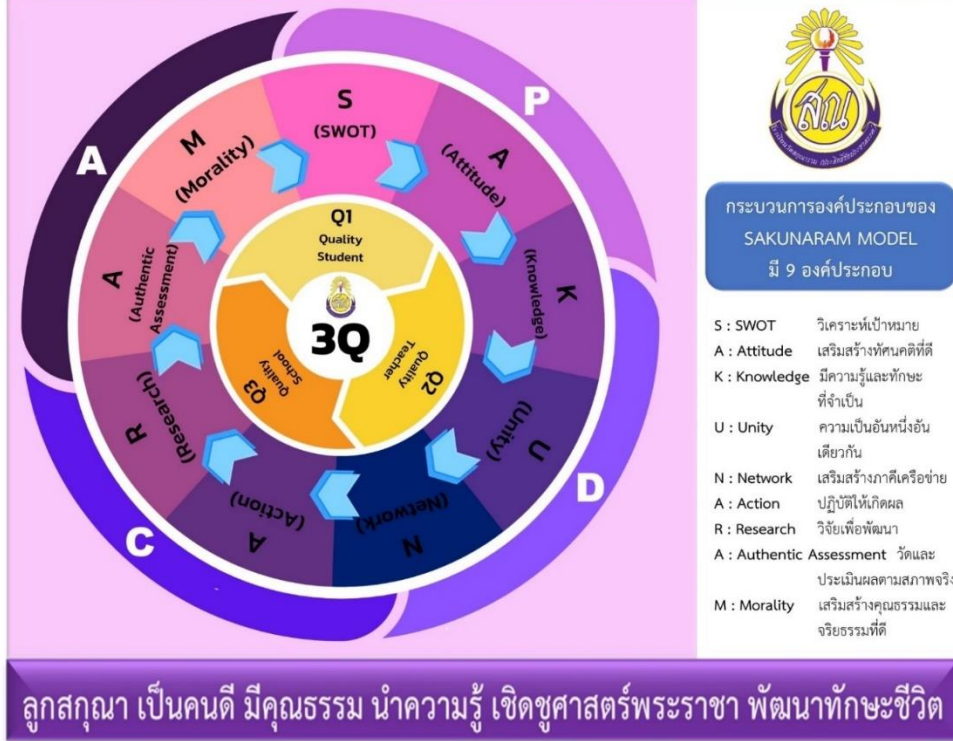 P
D
C
A
S
(SWOT)
A
(Attitude)
K
(Knowledge)
U
(Unity)
N
(Network)
A
(Action)
R
(Research)
A
(Authentic
Assessment)
M
(Morality)
Q1
Quality
Student
Q2
Quality
Teacher
Q3
Quality
School
3Q
สณ
กระบวนการองค์ประกอบของ
SAKUNARAM MODEL
มี 9 องค์ประกอบ
S : SWOT วิเคราะห์เป้าหมาย
A : Attitude เสริมสร้างทัศนคติที่ดี
K : Knowledge มีความรู้และทักษะ
ที่จำเป็น
U : Unity ความเป็นอันหนึ่งอัน
เดียวกัน
N : Network เสริมสร้างภาคีเครือข่าย
A : Action ปฏิบัติให้เกิดผล
R : Research วิจัยเพื่อพัฒนา
A : Authentic Assessment วัดและ
ประเมินผลตามสภาพจริง
M : Morality เสริมสร้างคุณธรรมและ
จริยธรรมที่ดี
ลูกสกุณา เป็นคนดี มีคุณธรรม นำความรู้ เชิดชูศาสตร์พระราชา พัฒนาทักษะชีวิต